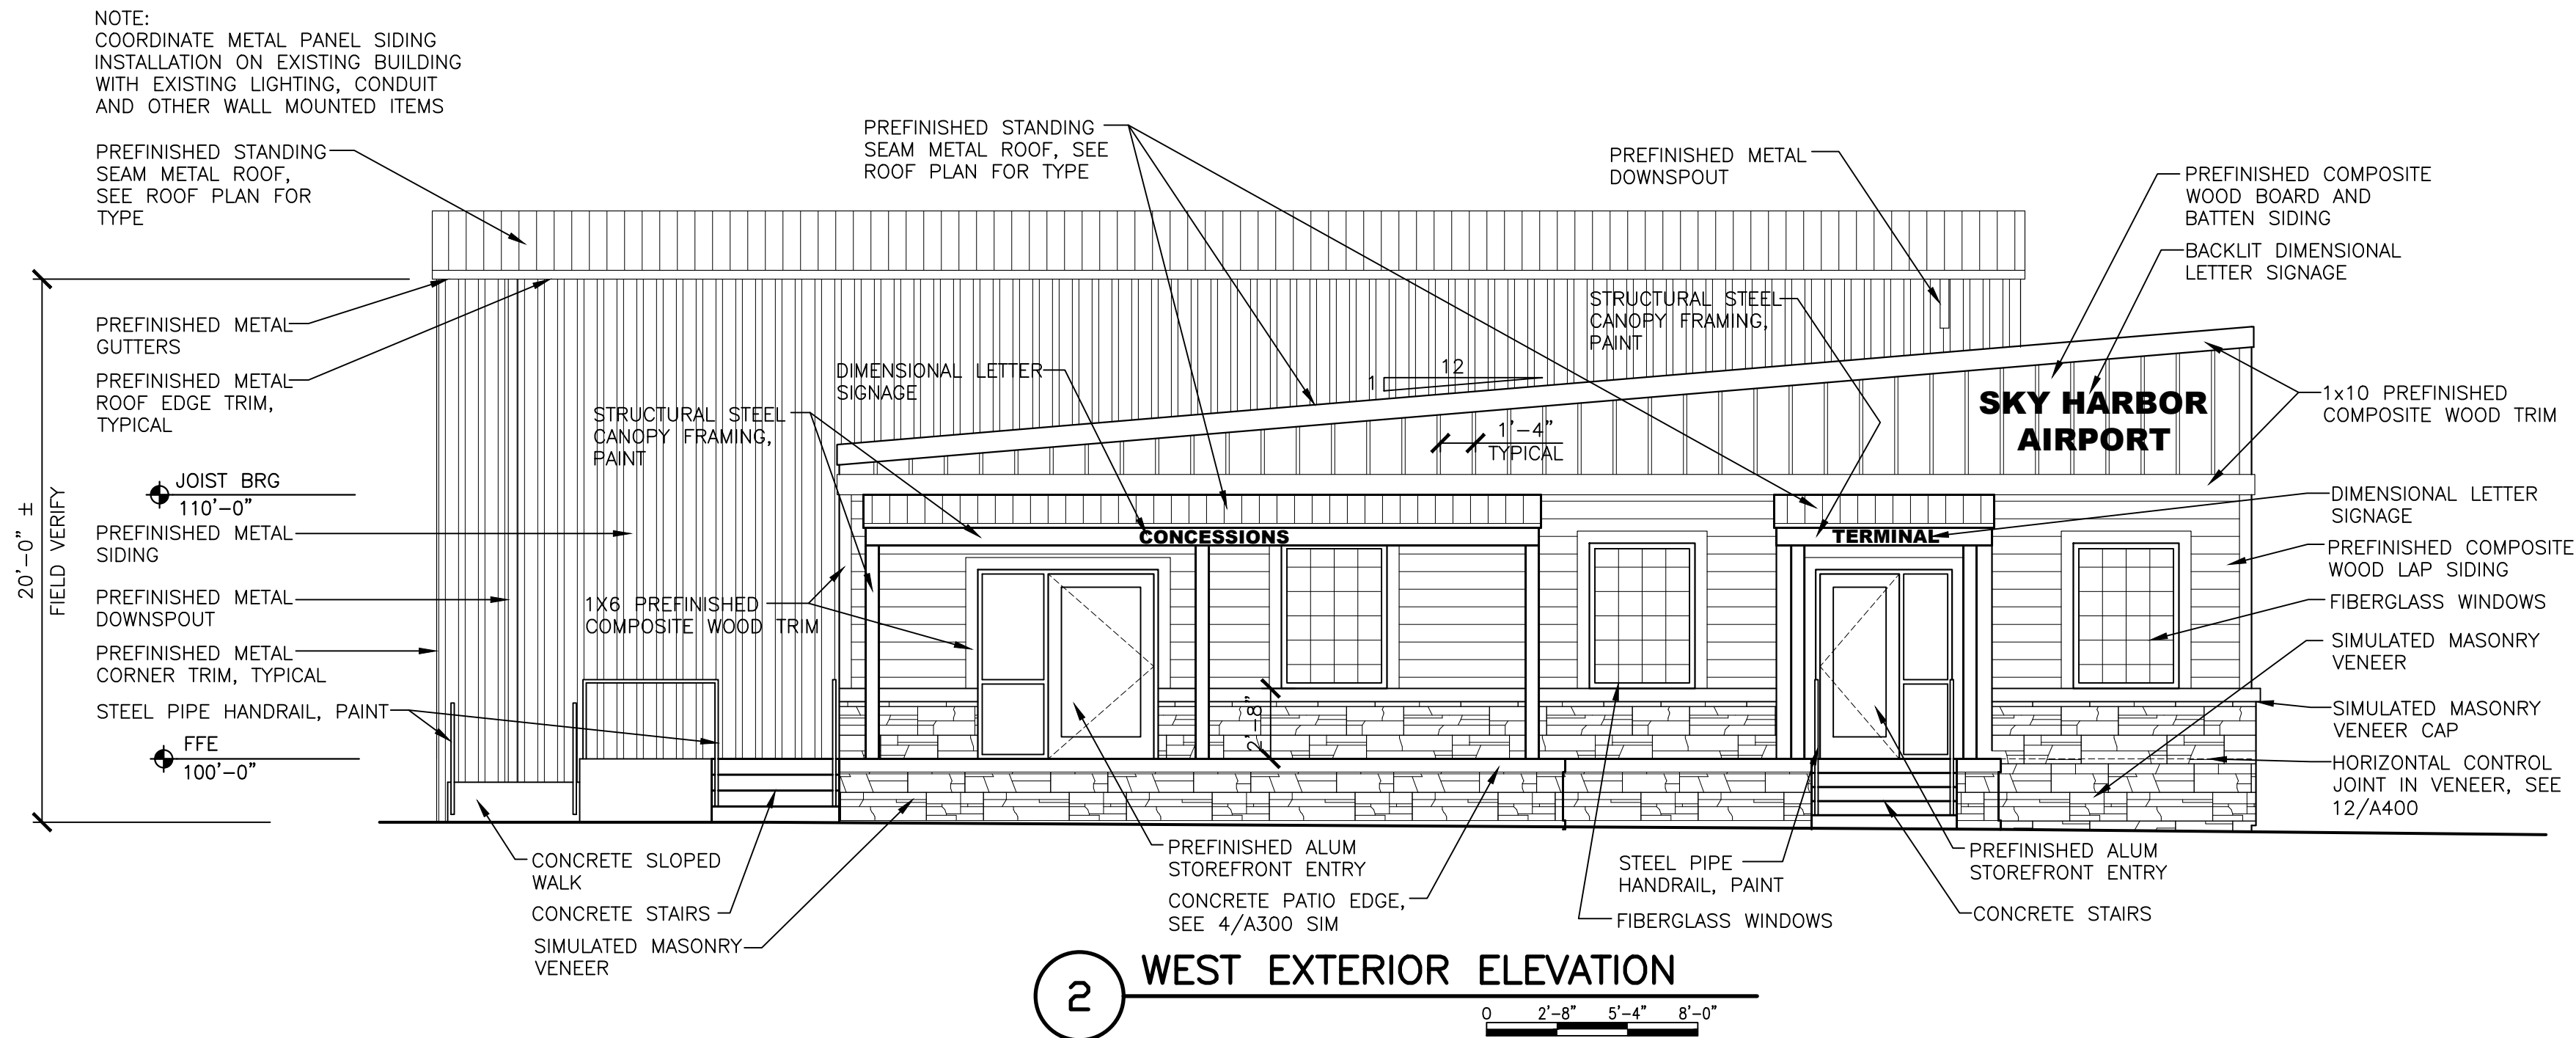 NOTE:
COORDINATE METAL PANEL SIDING
INSTALLATION ON EXISTING BUILDING
WITH EXISTING LIGHTING, CONDUIT
AND OTHER WALL MOUNTED ITEMS
PREFINISHED STANDING
SEAM METAL ROOF,
SEE ROOF PLAN FOR
TYPE
PREFINISHED METAL
GUTTERS
PREFINISHED METAL
ROOF EDGE TRIM,
TYPICAL
JOIST BRG
110'-0"
20'-0" ±
FIELD VERIFY
PREFINISHED METAL
SIDING
PREFINISHED METAL
DOWNSPOUT
PREFINISHED METAL
CORNER TRIM, TYPICAL
STEEL PIPE HANDRAIL, PAINT
FFE
100'-0"
PREFINISHED STANDING
SEAM METAL ROOF, SEE
ROOF PLAN FOR TYPE
DIMENSIONAL LETTER
SIGNAGE
STRUCTURAL STEEL
CANOPY FRAMING,
PAINT
1X6 PREFINISHED
COMPOSITE WOOD TRIM
PREFINISHED METAL
DOWNSPOUT
STRUCTURAL STEEL
CANOPY FRAMING,
PAINT
12
1
1'-4"
TYPICAL
SKY HARBOR
AIRPORT
CONCESSIONS
TERMINAL
2'-8"
PREFINISHED COMPOSITE
WOOD BOARD AND
BATTEN SIDING
BACKLIT DIMENSIONAL
LETTER SIGNAGE
1x10 PREFINISHED
COMPOSITE WOOD TRIM
DIMENSIONAL LETTER
SIGNAGE
PREFINISHED COMPOSITE
WOOD LAP SIDING
FIBERGLASS WINDOWS
SIMULATED MASONRY
VENEER
SIMULATED MASONRY
VENEER CAP
HORIZONTAL CONTROL
JOINT IN VENEER, SEE
12/A400
CONCRETE SLOPED
WALK
CONCRETE STAIRS
SIMULATED MASONRY
VENEER
PREFINISHED ALUM
STOREFRONT ENTRY
CONCRETE PATIO EDGE,
SEE 4/A300 SIM
STEEL PIPE
HANDRAIL, PAINT
FIBERGLASS WINDOWS
PREFINISHED ALUM
STOREFRONT ENTRY
CONCRETE STAIRS
2
WEST EXTERIOR ELEVATION
0 2'-8" 5'-4" 8'-0"